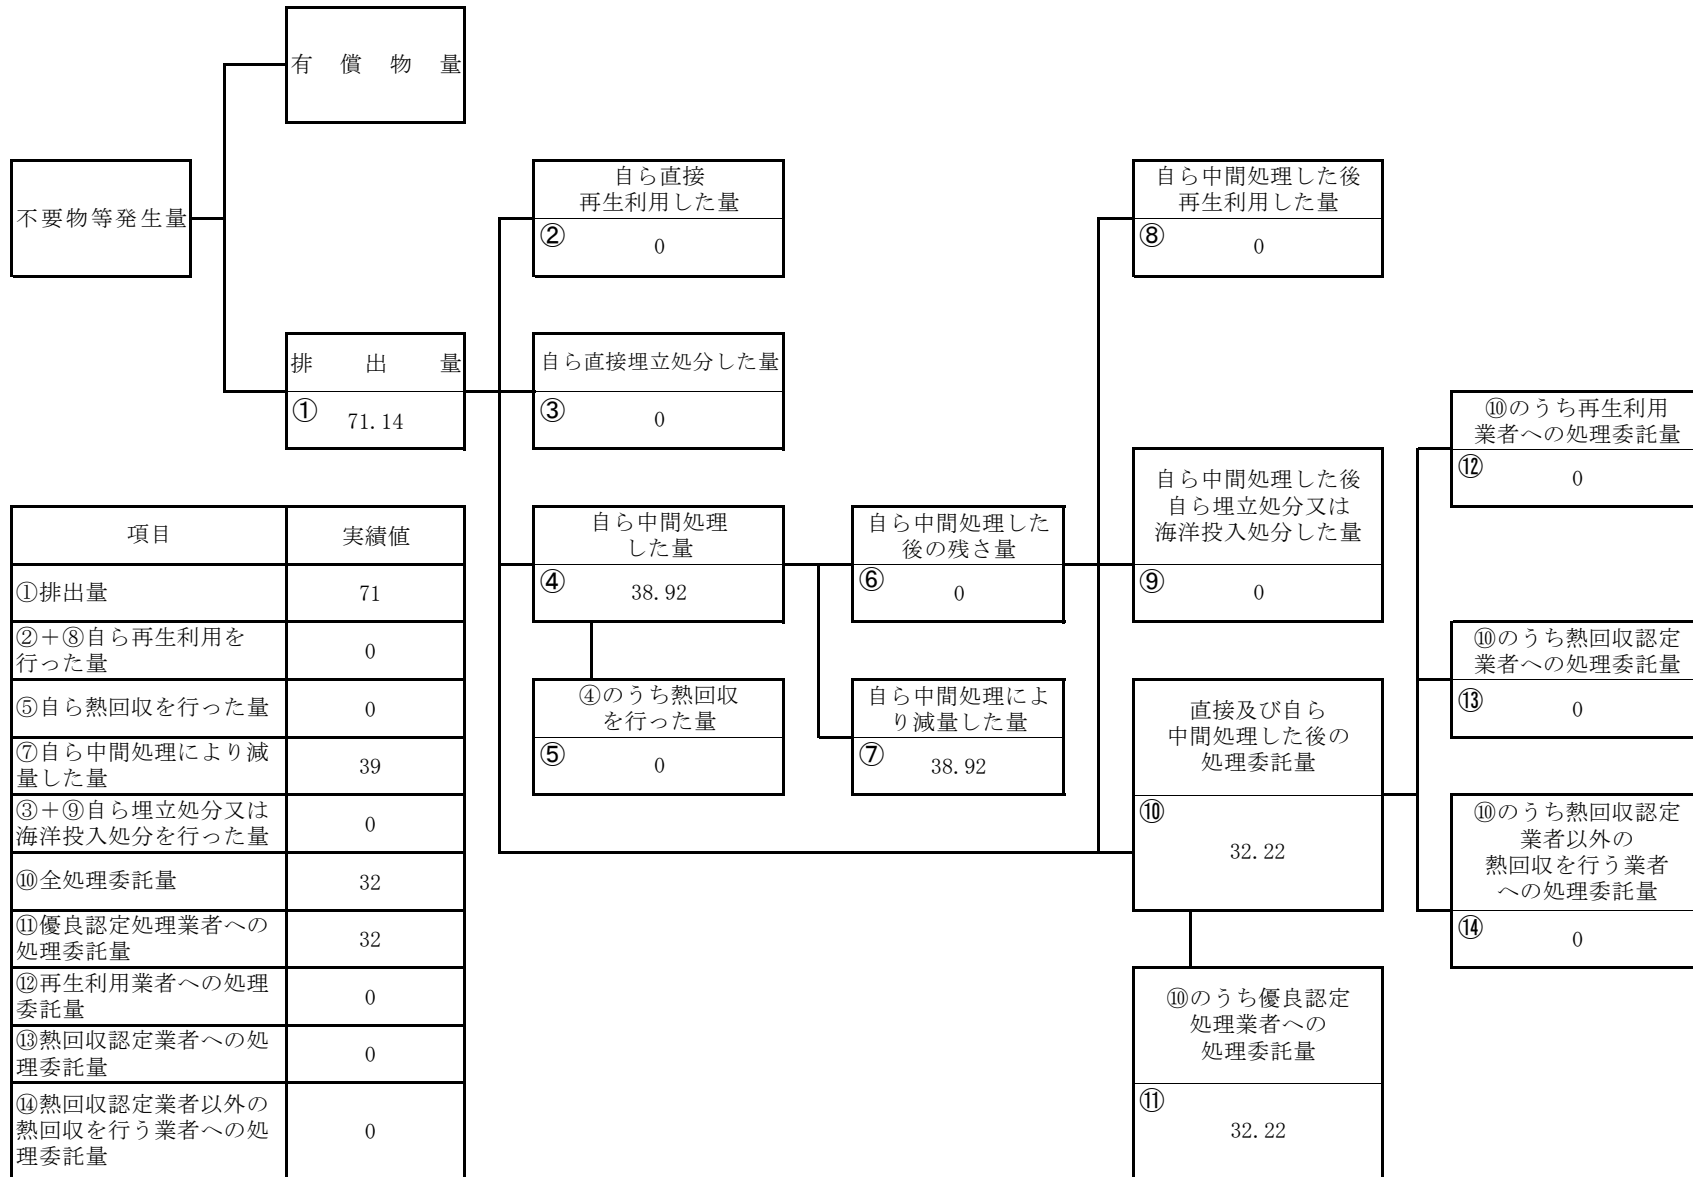 有償物量
不要物等発生量
排出量
①
71.14
自ら直接
再生利用した量
②
0
自ら直接埋立処分した量
③
0
自ら中間処理
した量
④
38.92
④のうち熱回収
を行った量
⑤
0
自ら中間処理した
後の残さ量
⑥
0
自ら中間処理によ
り減量した量
⑦
38.92
自ら中間処理した後
再生利用した量
⑧
0
自ら中間処理した後
自ら埋立処分又は
海洋投入処分した量
⑨
0
直接及び自ら
中間処理した後の
処理委託量
⑩
32.22
⑩のうち優良認定
処理業者への
処理委託量
⑪
32.22
⑩のうち再生利用
業者への処理委託量
⑫
0
⑩のうち熱回収認定
業者への処理委託量
⑬
0
⑩のうち熱回収認定
業者以外の
熱回収を行う業者
への処理委託量
⑭
0
項目 実績値
①排出量 71
②＋⑧自ら再生利用を
行った量 0
⑤自ら熱回収を行った量 0
⑦自ら中間処理により減
量した量 39
③＋⑨自ら埋立処分又は
海洋投入処分を行った量 0
⑩全処理委託量 32
⑪優良認定処理業者への
処理委託量 32
⑫再生利用業者への処理
委託量 0
⑬熱回収認定業者への処
理委託量 0
⑭熱回収認定業者以外の
熱回収を行う業者への処
理委託量 0